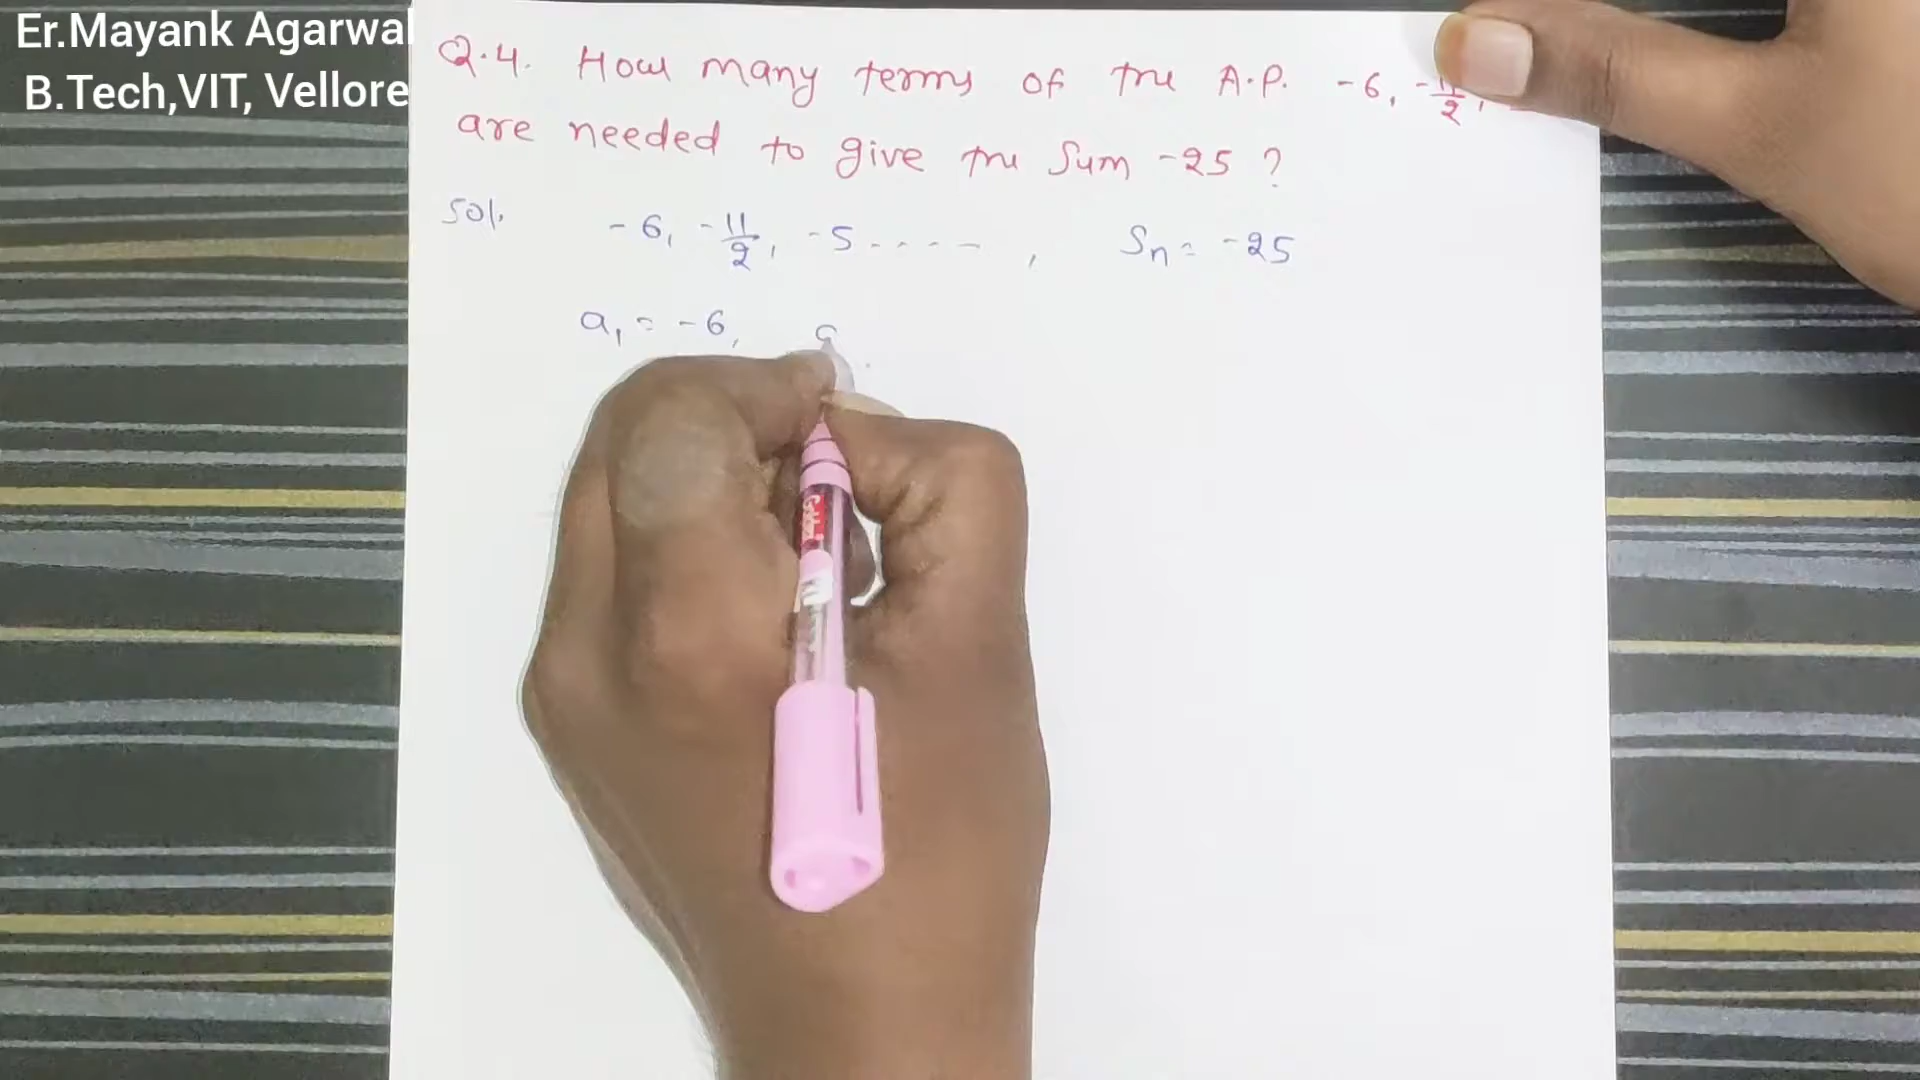 Er.Mayank Agarwal
B.Tech,VIT, Vellore
Q.4. How many terms of the A.P. -6, -11/2,
are needed to give the sum -25 ?
Sol. -6, -11/2, -5 - - - - , Sn = -25
a₁ = -6, a